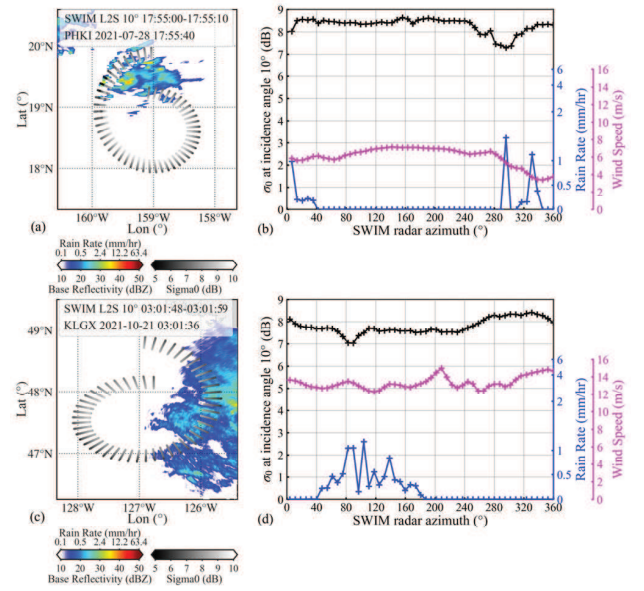 (a)
SWIM L2S 10° 17:55:00-17:55:10
PHKI 2021-07-28 17:55:40
20°N
19°N
18°N
Lat (°)
160°W 159°W 158°W
Lon (°)
Rain Rate (mm/hr)
0.1 0.5 2.4 12.2 63.4
10 20 30 40 50
Base Reflectivity (dBZ)
5 6 7 8 9 10
Sigma0 (dB)
(b)
σ0 at incidence angle 10° (dB)
9
8
7
6
5
4
3
2
1
0
0 40 80 120 160 200 240 280 320 360
SWIM radar azimuth (°)
Rain Rate (mm/hr)
6
4
2
1
0.5
0
Wind Speed (m/s)
16
14
12
10
8
6
4
2
0
(c)
SWIM L2S 10° 03:01:48-03:01:59
KLGX 2021-10-21 03:01:36
49°N
48°N
47°N
Lat (°)
128°W 127°W 126°W
Lon (°)
Rain Rate (mm/hr)
0.1 0.5 2.4 12.2 63.4
10 20 30 40 50
Base Reflectivity (dBZ)
5 6 7 8 9 10
Sigma0 (dB)
(d)
σ0 at incidence angle 10° (dB)
9
8
7
6
5
4
3
2
1
0
0 40 80 120 160 200 240 280 320 360
SWIM radar azimuth (°)
Rain Rate (mm/hr)
6
4
2
1
0.5
0
Wind Speed (m/s)
16
14
12
10
8
6
4
2
0